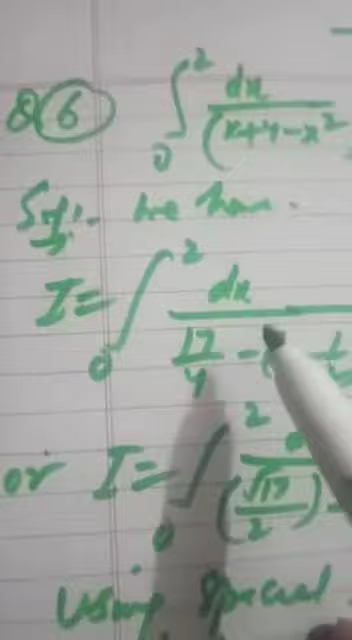 Q 6 ∫₀² dx / (x+4-x²
Sol. We have.
I = ∫₀² dx / 17/4 - (
or I = ∫₀² / (√17/2) -
Using Special